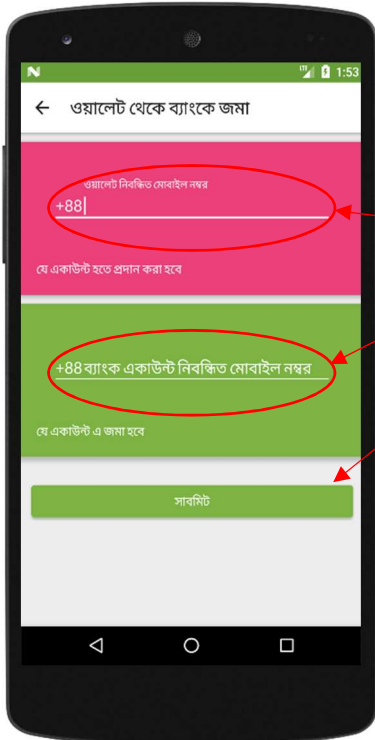 1:53
ওয়ালেট থেকে ব্যাংকে জমা
ওয়ালেট নিবন্ধিত মোবাইল নম্বর
+88
যে একাউন্ট হতে প্রদান করা হবে
+88 ব্যাংক একাউন্ট নিবন্ধিত মোবাইল নম্বর
যে একাউন্ট এ জমা হবে
সাবমিট